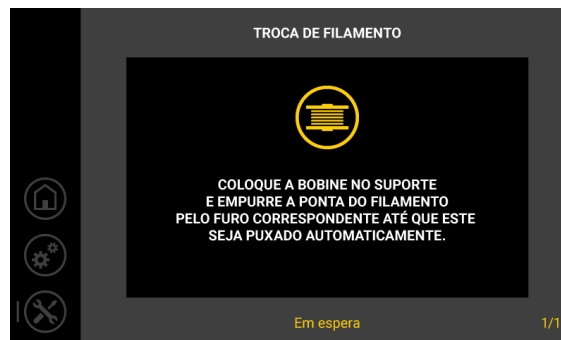 TROCA DE FILAMENTO
COLOQUE A BOBINE NO SUPORTE
E EMPURRE A PONTA DO FILAMENTO
PELO FURO CORRESPONDENTE ATÉ QUE ESTE
SEJA PUXADO AUTOMATICAMENTE.
Em espera
1/1